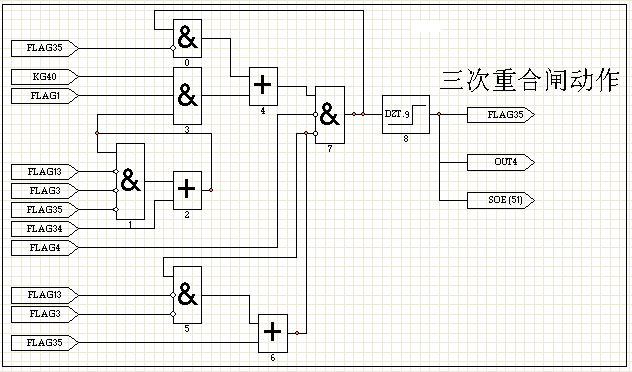 FLAG35
&
0
KG40
FLAG1
&
3
+
4
&
7
DZT.9
8
三次重合闸动作
FLAG35
OUT4
SOE(51)
FLAG13
FLAG3
FLAG35
FLAG34
FLAG4
&
1
+
2
FLAG13
FLAG3
FLAG35
&
5
+
6